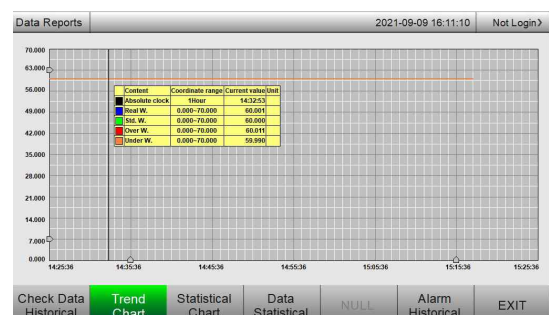 Data Reports 2021-09-09 16:11:10 Not Login>
70.000
63.000
56.000
Content Coordinate range Current value Unit
Absolute clock 1Hour 14:32:53
Real W. 0.000~70.000 60.001
Std. W. 0.000~70.000 60.000
Over W. 0.000~70.000 60.011
Under W. 0.000~70.000 59.990
49.000
42.000
35.000
28.000
21.000
14.000
7.000
0.000
14:25:36 14:35:36 14:45:36 14:55:36 15:05:36 15:15:36 15:25:36
Check Data Historical
Trend Chart
Statistical Chart
Data Statistical
NULL
Alarm Historical
EXIT